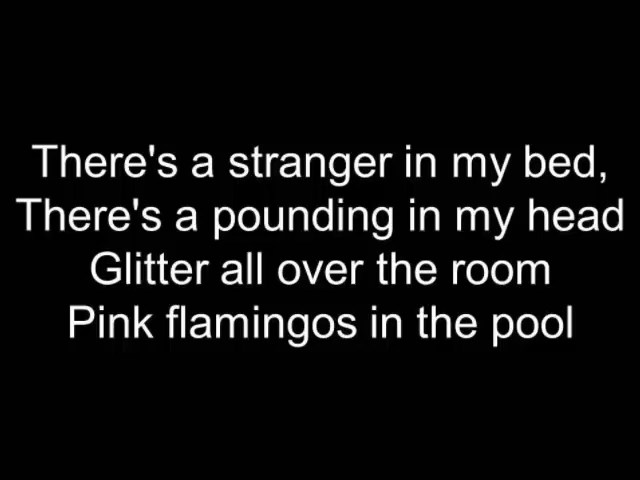 There's a stranger in my bed,
There's a pounding in my head
Glitter all over the room
Pink flamingos in the pool